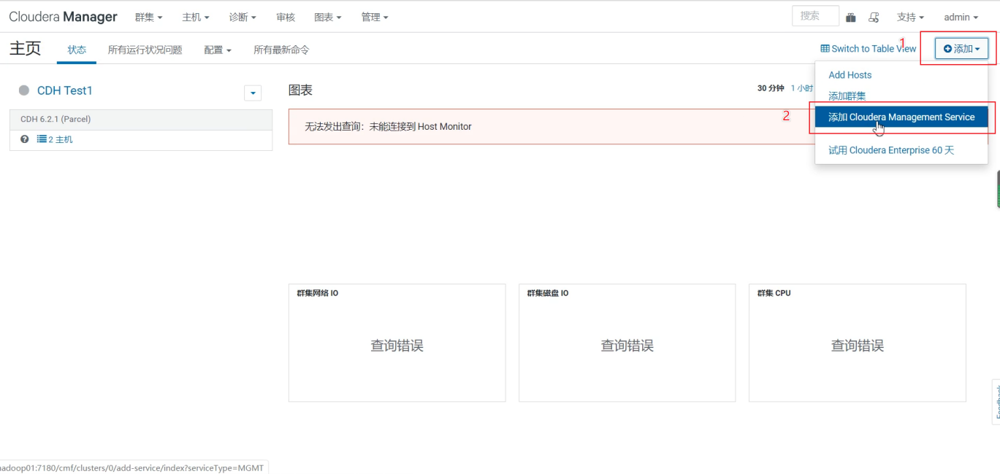 Cloudera Manager 群集 主机 诊断 审核 图表 管理 搜索 支持 admin
主页 状态 所有运行状况问题 配置 所有最新命令 Switch to Table View 1 添加
Add Hosts
CDH Test1 图表 30 分钟 1 小时 添加群集
CDH 6.2.1 (Parcel) 2 添加 Cloudera Management Service
无法发出查询：未能连接到 Host Monitor
2 主机
试用 Cloudera Enterprise 60 天
群集网络 IO 群集磁盘 IO 群集 CPU
查询错误 查询错误 查询错误
Feedback
adoop01:7180/cmf/clusters/0/add-service/index?serviceType=MGMT